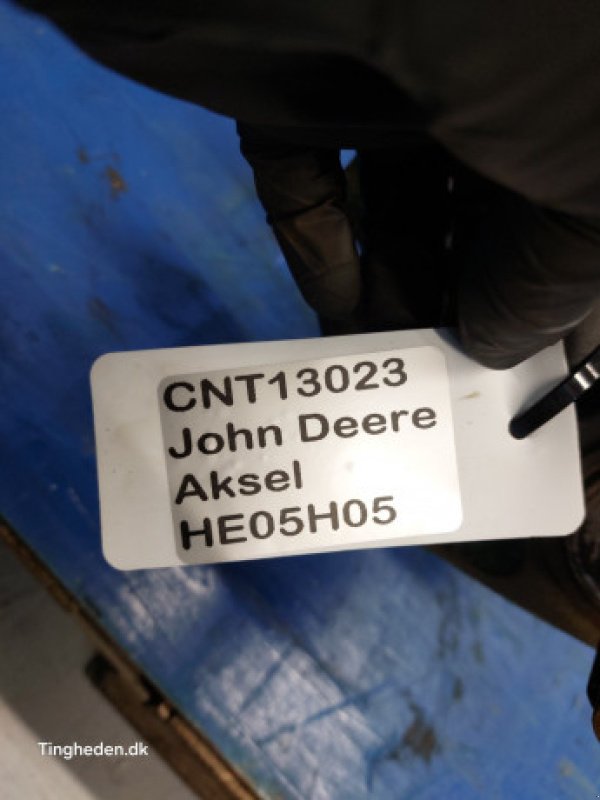 CNT13023
John Deere
Aksel
HE05H05
Tingheden.dk